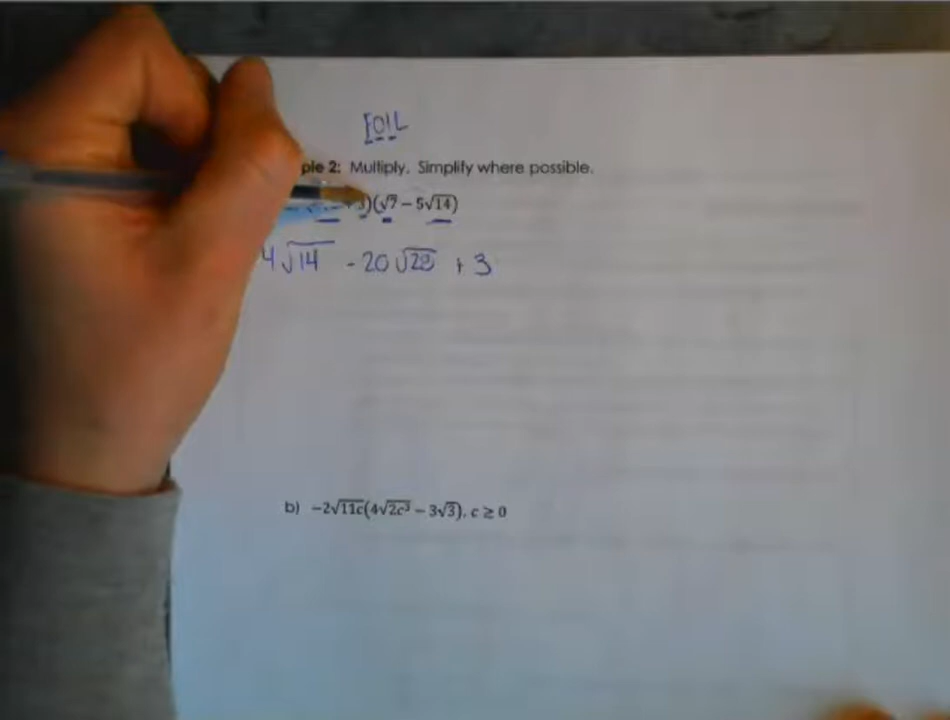 FOIL
ple 2: Multiply. Simplify where possible.
3)(√7 − 5√14)
4√14 - 20√28 + 3
b) −2√11c(4√2c³ − 3√3), c ≥ 0